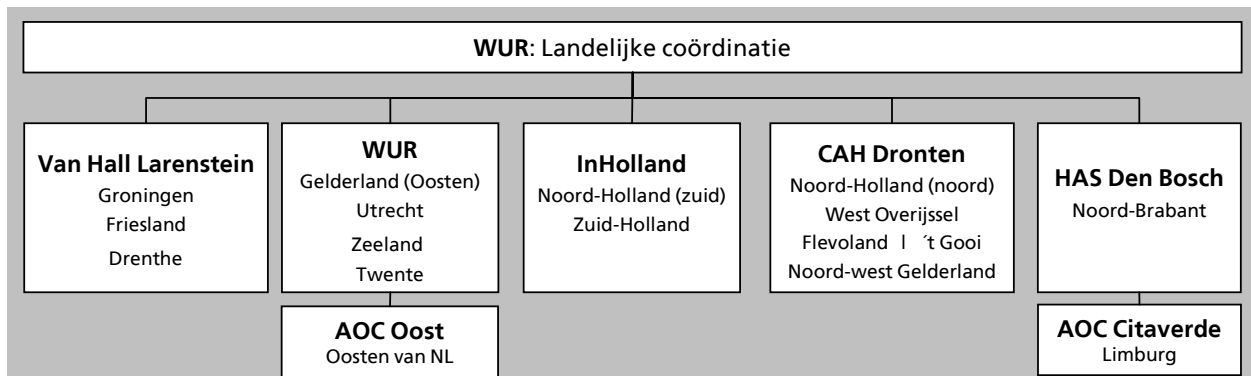 WUR: Landelijke coördinatie
Van Hall Larenstein
Groningen
Friesland
Drenthe
WUR
Gelderland (Oosten)
Utrecht
Zeeland
Twente
AOC Oost
Oosten van NL
InHolland
Noord-Holland (zuid)
Zuid-Holland
CAH Dronten
Noord-Holland (noord)
West Overijssel
Flevoland l ´t Gooi
Noord-west Gelderland
HAS Den Bosch
Noord-Brabant
AOC Citaverde
Limburg